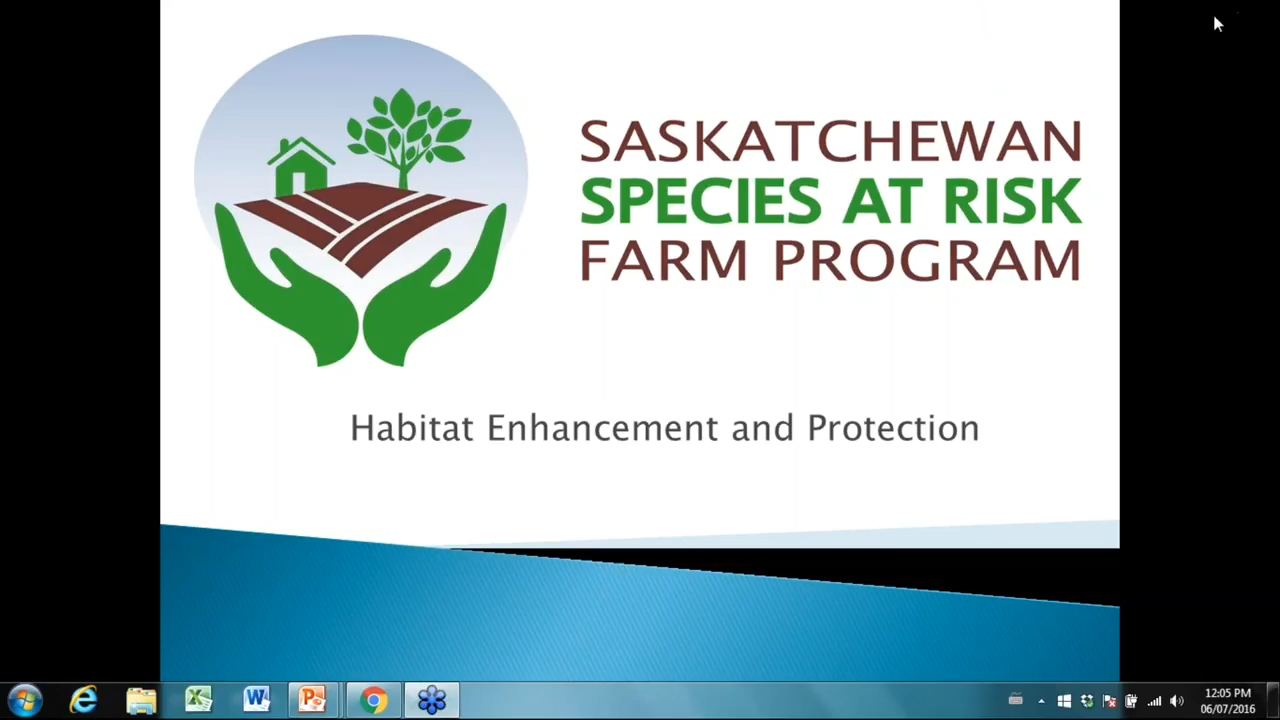 SASKATCHEWAN
SPECIES AT RISK
FARM PROGRAM
Habitat Enhancement and Protection
12:05 PM
06/07/2016